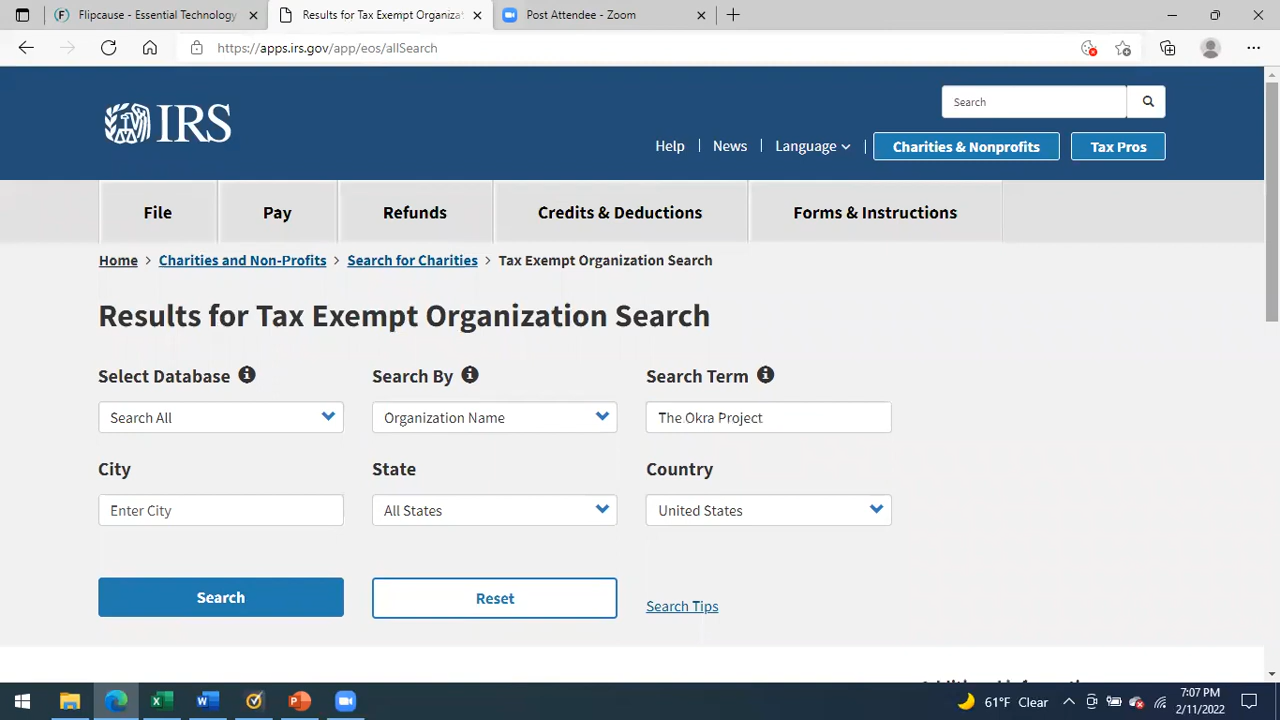 Flipcause - Essential Technology
Results for Tax Exempt Organizat
Post Attendee - Zoom
https://apps.irs.gov/app/eos/allSearch
IRS
Search
Help
News
Language
Charities & Nonprofits
Tax Pros
File
Pay
Refunds
Credits & Deductions
Forms & Instructions
Home > Charities and Non-Profits > Search for Charities > Tax Exempt Organization Search
Results for Tax Exempt Organization Search
Select Database
Search By
Search Term
Search All
Organization Name
The Okra Project
City
State
Country
Enter City
All States
United States
Search
Reset
Search Tips
61°F Clear
7:07 PM
2/11/2022